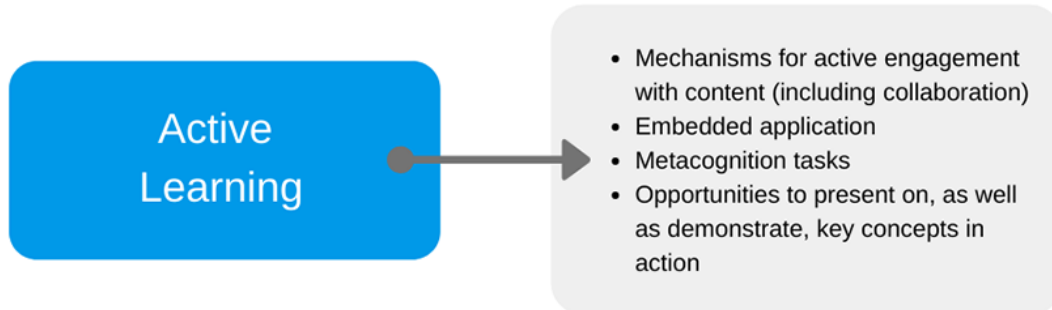 Active
Learning
• Mechanisms for active engagement
with content (including collaboration)
• Embedded application
• Metacognition tasks
• Opportunities to present on, as well
as demonstrate, key concepts in
action